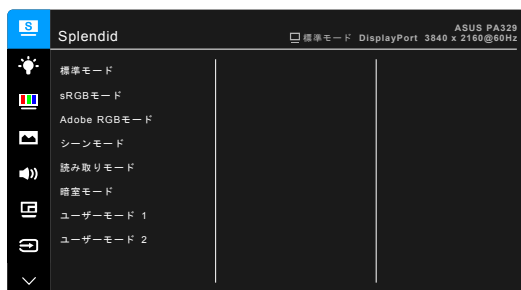 S
ASUS PA329
Splendid
標準モード DisplayPort 3840 x 2160@60Hz
標準モード
sRGBモード
Adobe RGBモード
シーンモード
読み取りモード
暗室モード
ユーザーモード 1
ユーザーモード 2